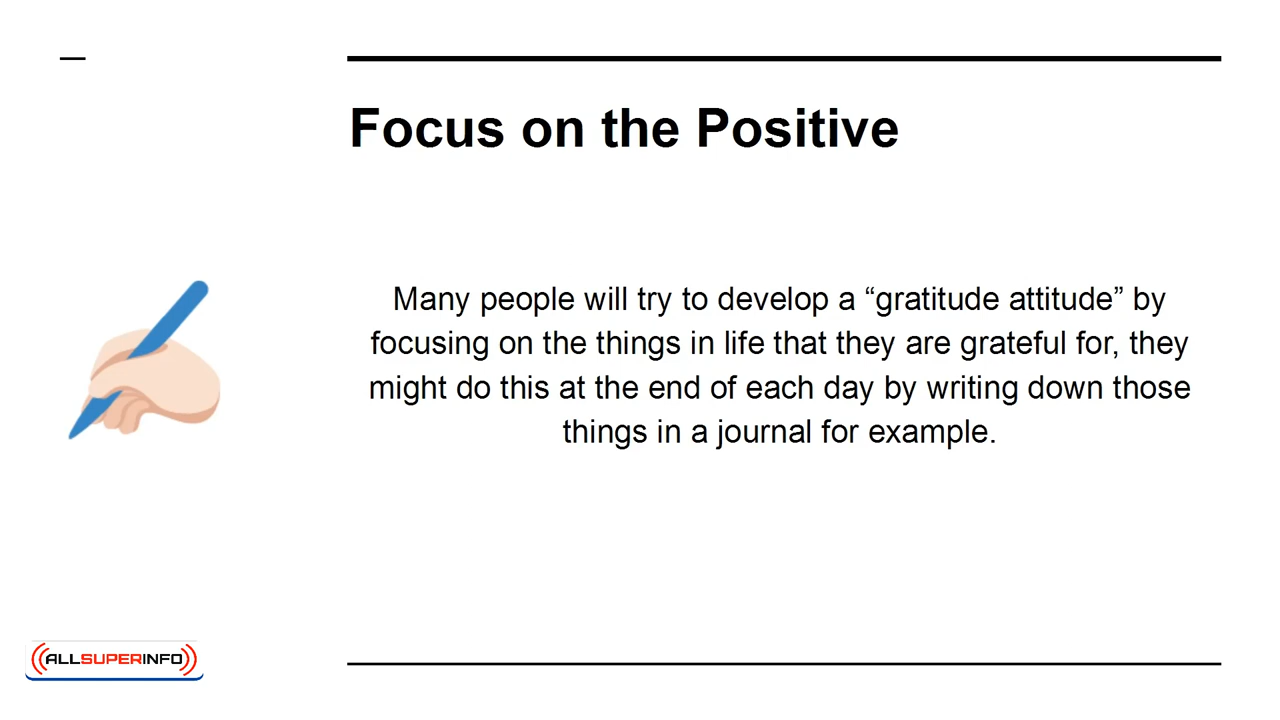 Focus on the Positive
Many people will try to develop a “gratitude attitude” by
focusing on the things in life that they are grateful for, they
might do this at the end of each day by writing down those
things in a journal for example.
ALLSUPERINFO